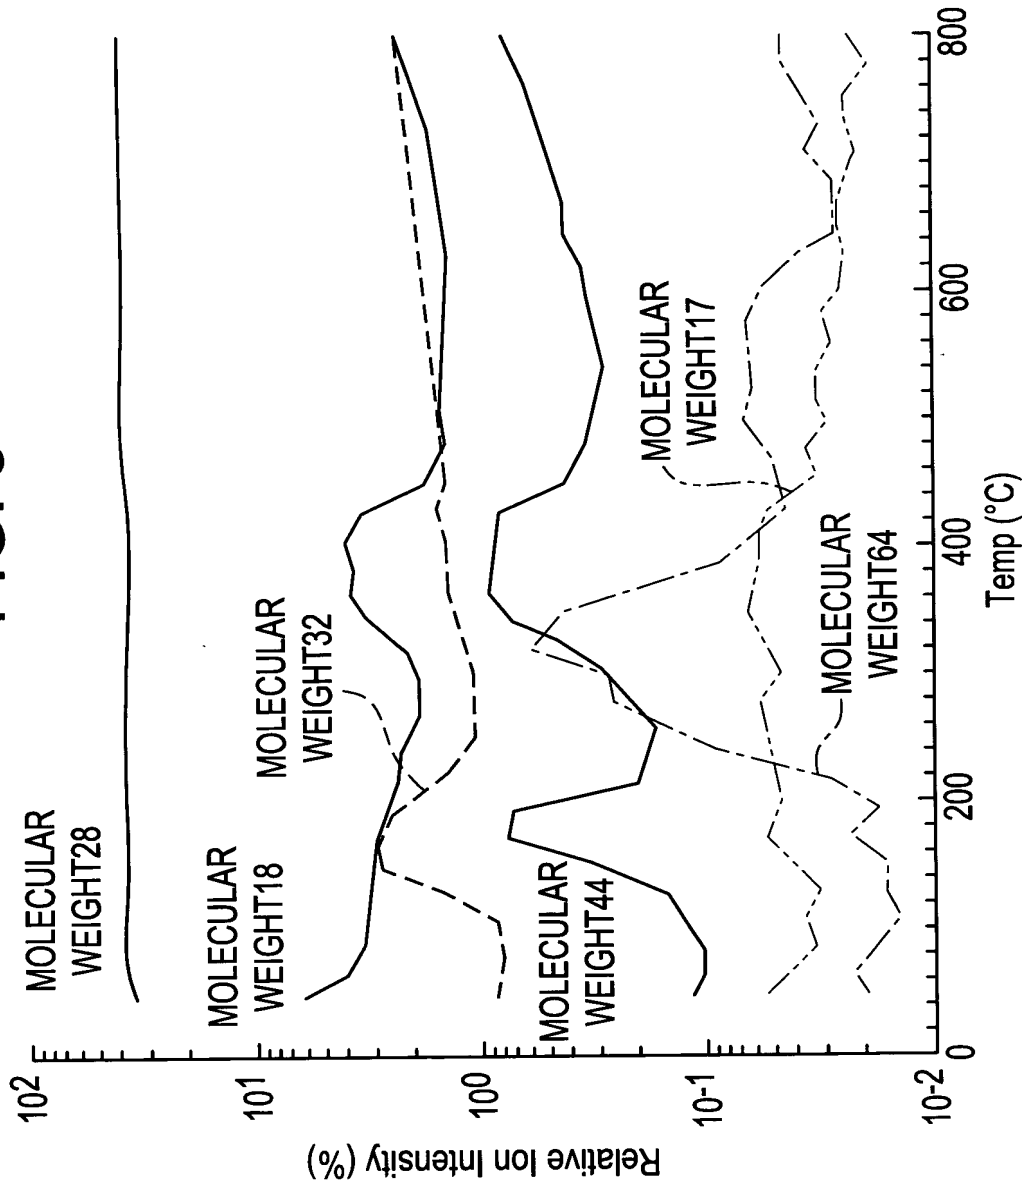 MOLECULAR
WEIGHT28
MOLECULAR
WEIGHT18
MOLECULAR
WEIGHT32
MOLECULAR
WEIGHT44
MOLECULAR
WEIGHT17
MOLECULAR
WEIGHT64
Relative Ion Intensity (%)
10²
10¹
10⁰
10⁻¹
10⁻²
0
200
400
600
800
Temp (°C)